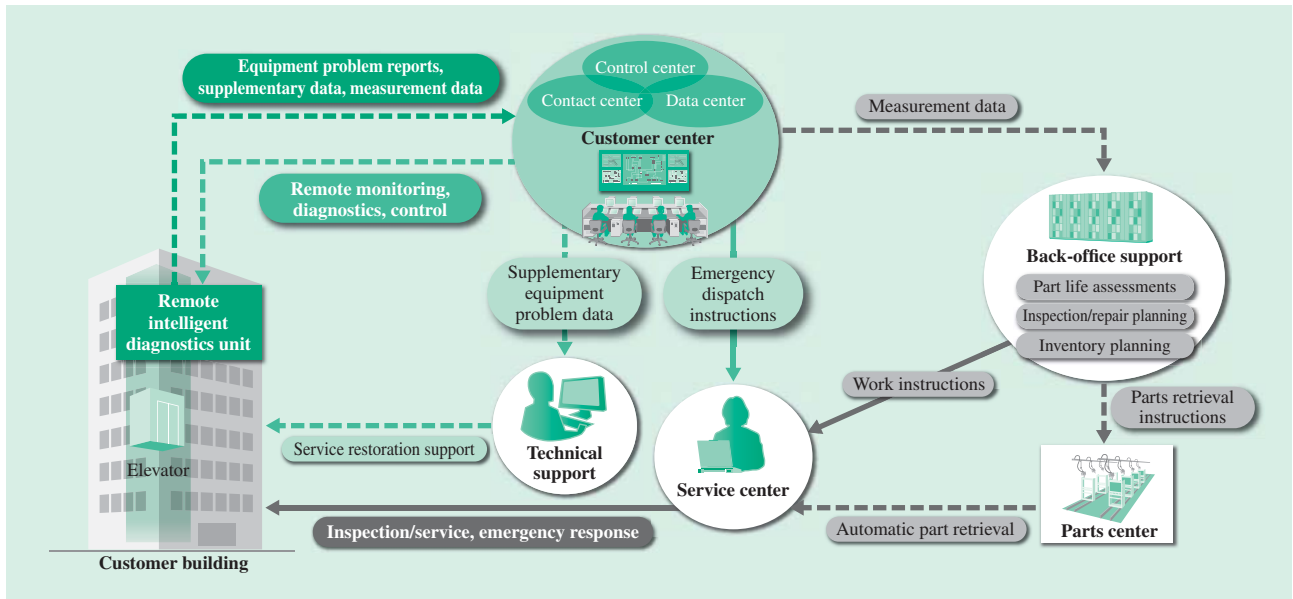 Equipment problem reports,
supplementary data, measurement data
Control center
Contact center
Data center
Customer center
Measurement data
Remote monitoring,
diagnostics, control
Back-office support
Part life assessments
Inspection/repair planning
Inventory planning
Supplementary
equipment
problem data
Emergency
dispatch
instructions
Remote
intelligent
diagnostics unit
Work instructions
Parts retrieval
instructions
Elevator
Service restoration support
Technical
support
Service center
Inspection/service, emergency response
Automatic part retrieval
Parts center
Customer building